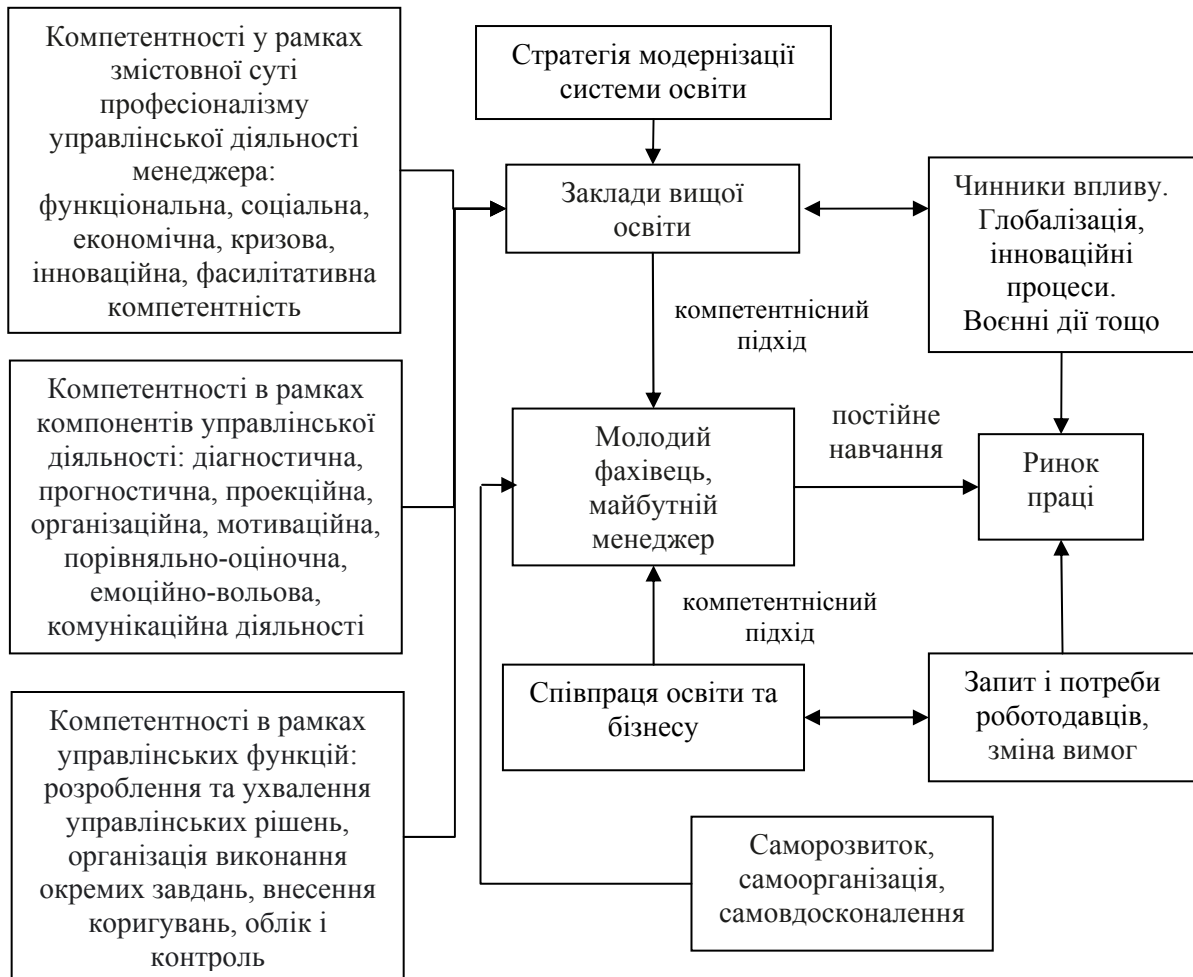 Компетентності у рамках
змістовної суті
професіоналізму
управлінської діяльності
менеджера:
функціональна, соціальна,
економічна, кризова,
інноваційна, фасилітативна
компетентність
Стратегія модернізації
системи освіти
Заклади вищої
освіти
Чинники впливу.
Глобалізація,
інноваційні
процеси.
Воєнні дії тощо
компетентнісний
підхід
Компетентності в рамках
компонентів управлінської
діяльності: діагностична,
прогностична, проекційна,
організаційна, мотиваційна,
порівняльно-оціночна,
емоційно-вольова,
комунікаційна діяльності
Молодий
фахівець,
майбутній
менеджер
постійне
навчання
Ринок
праці
компетентнісний
підхід
Співпраця освіти та
бізнесу
Запит і потреби
роботодавців,
зміна вимог
Компетентності в рамках
управлінських функцій:
розроблення та ухвалення
управлінських рішень,
організація виконання
окремих завдань, внесення
коригувань, облік і
контроль
Саморозвиток,
самоорганізація,
самовдосконалення